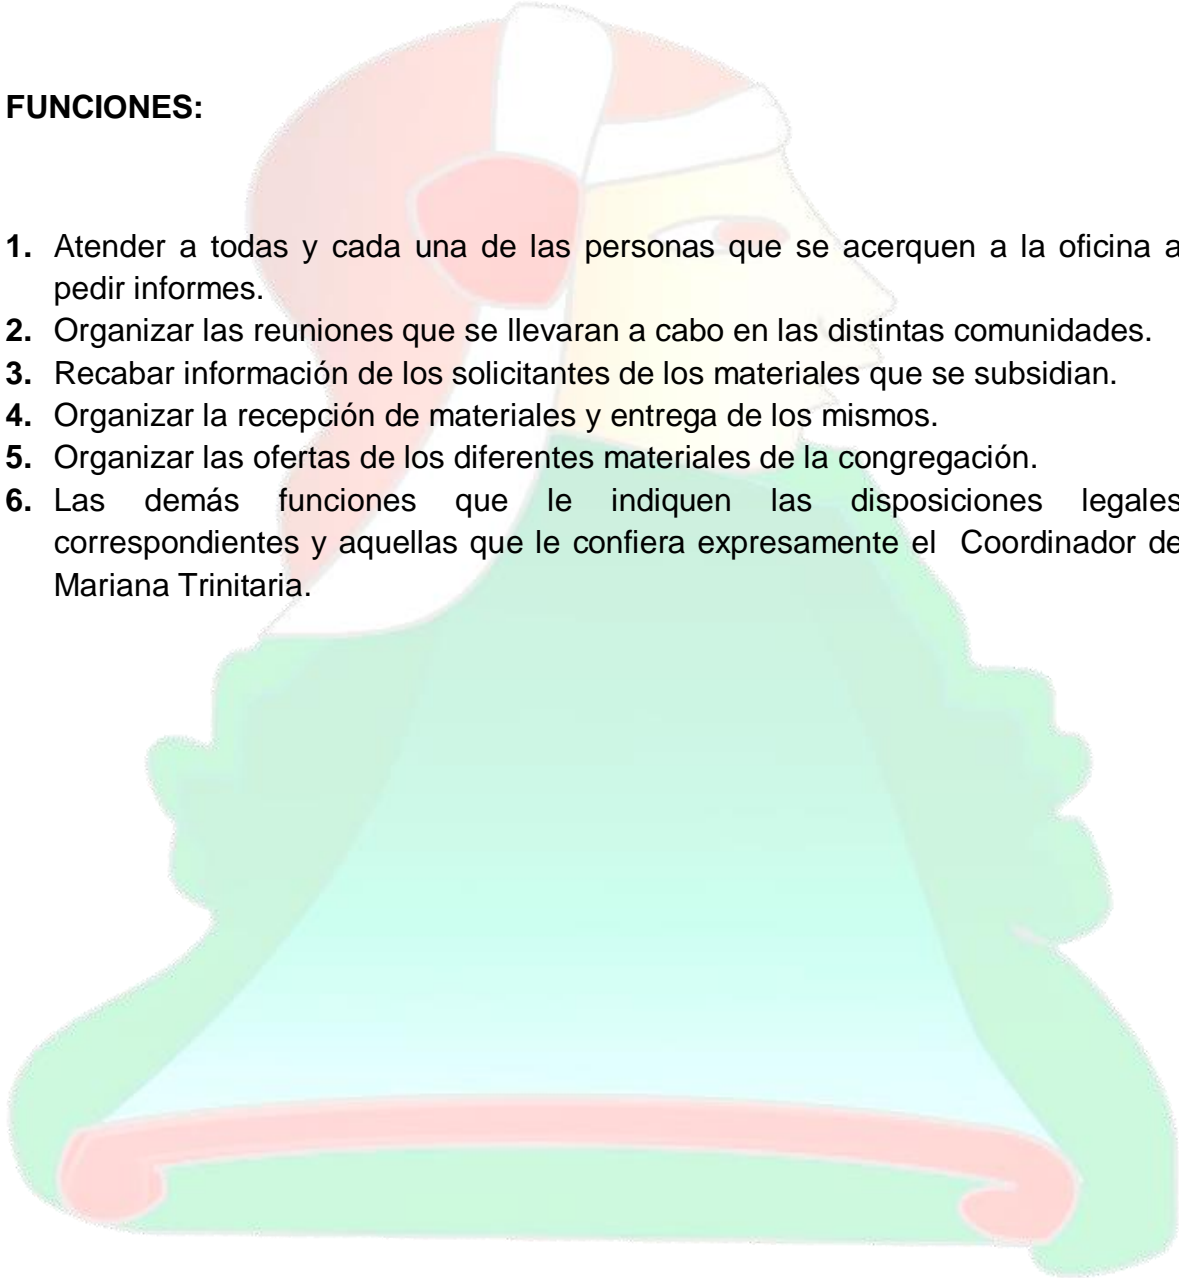 FUNCIONES:
1. Atender a todas y cada una de las personas que se acerquen a la oficina a
pedir informes.
2. Organizar las reuniones que se llevaran a cabo en las distintas comunidades.
3. Recabar información de los solicitantes de los materiales que se subsidian.
4. Organizar la recepción de materiales y entrega de los mismos.
5. Organizar las ofertas de los diferentes materiales de la congregación.
6. Las demás funciones que le indiquen las disposiciones legales
correspondientes y aquellas que le confiera expresamente el Coordinador de
Mariana Trinitaria.